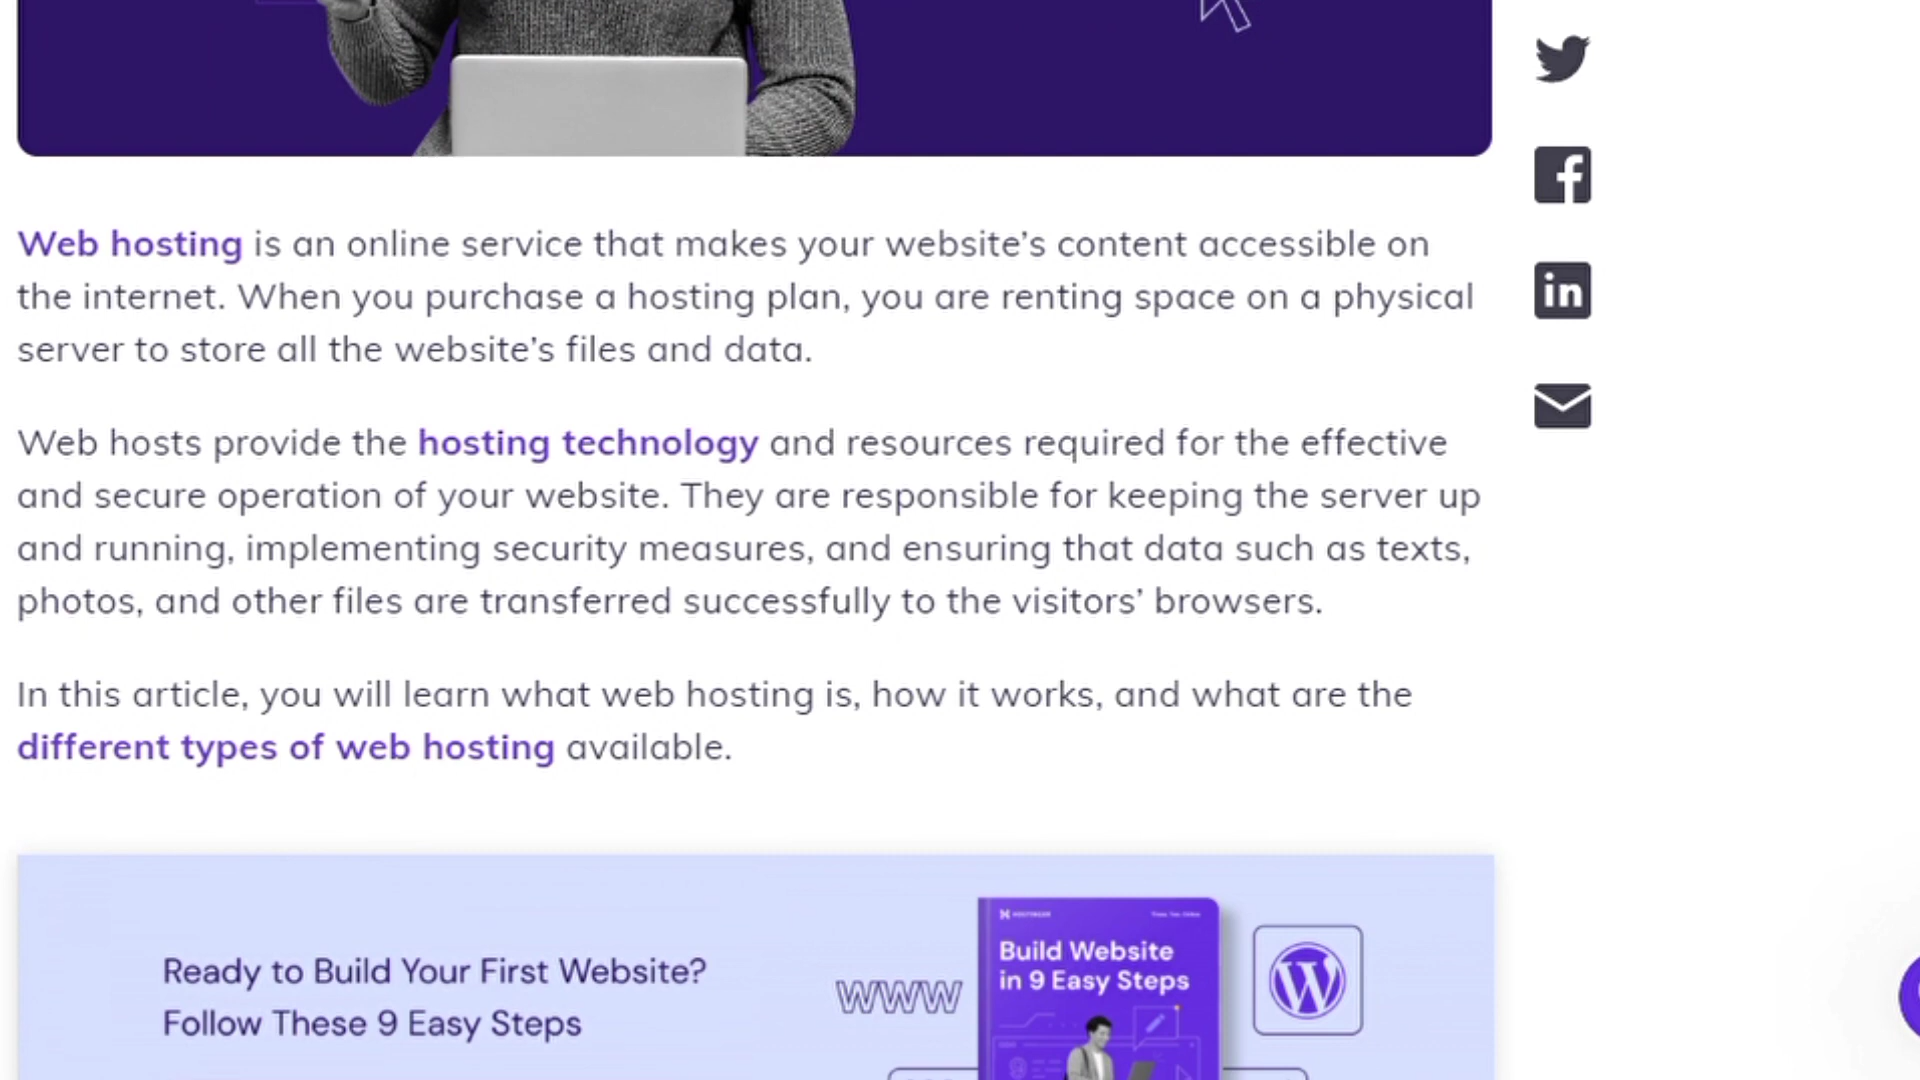 Web hosting is an online service that makes your website’s content accessible on
the internet. When you purchase a hosting plan, you are renting space on a physical
server to store all the website’s files and data.
Web hosts provide the hosting technology and resources required for the effective
and secure operation of your website. They are responsible for keeping the server up
and running, implementing security measures, and ensuring that data such as texts,
photos, and other files are transferred successfully to the visitors’ browsers.
In this article, you will learn what web hosting is, how it works, and what are the
different types of web hosting available.
Ready to Build Your First Website?
Follow These 9 Easy Steps
WWW
HOSTINGER
Build Website
in 9 Easy Steps